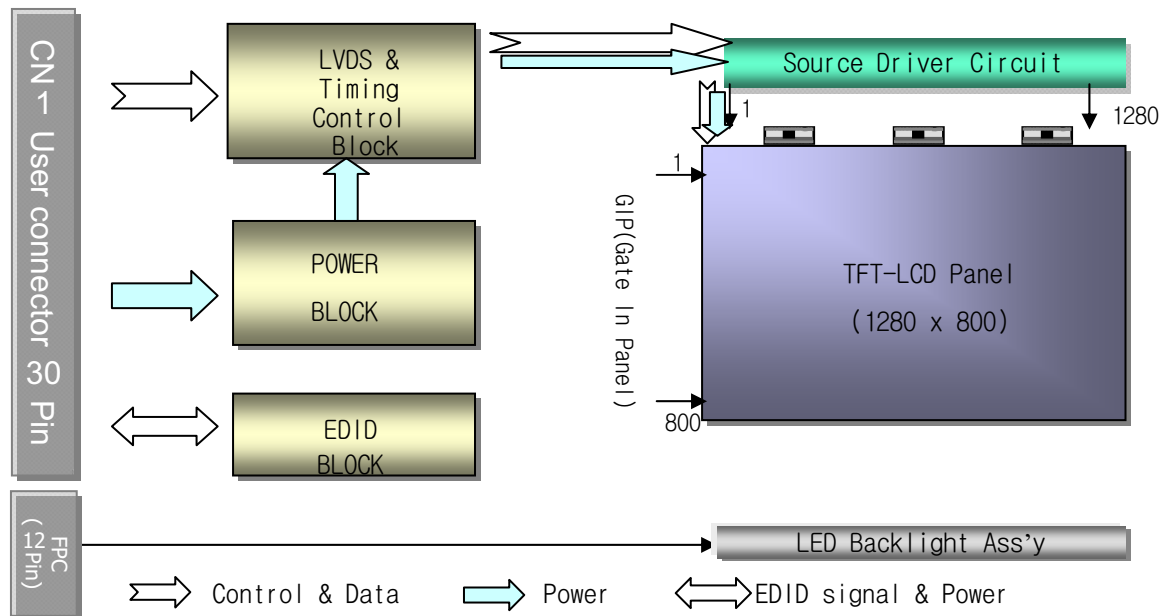 CN 1 User connector 30 Pin
LVDS &
Timing
Control
Block
Source Driver Circuit
1
1280
1
GIP(Gate In Panel)
800
TFT-LCD Panel
(1280 x 800)
POWER
BLOCK
EDID
BLOCK
FPC
(12Pin)
LED Backlight Ass’y
Control & Data
Power
EDID signal & Power